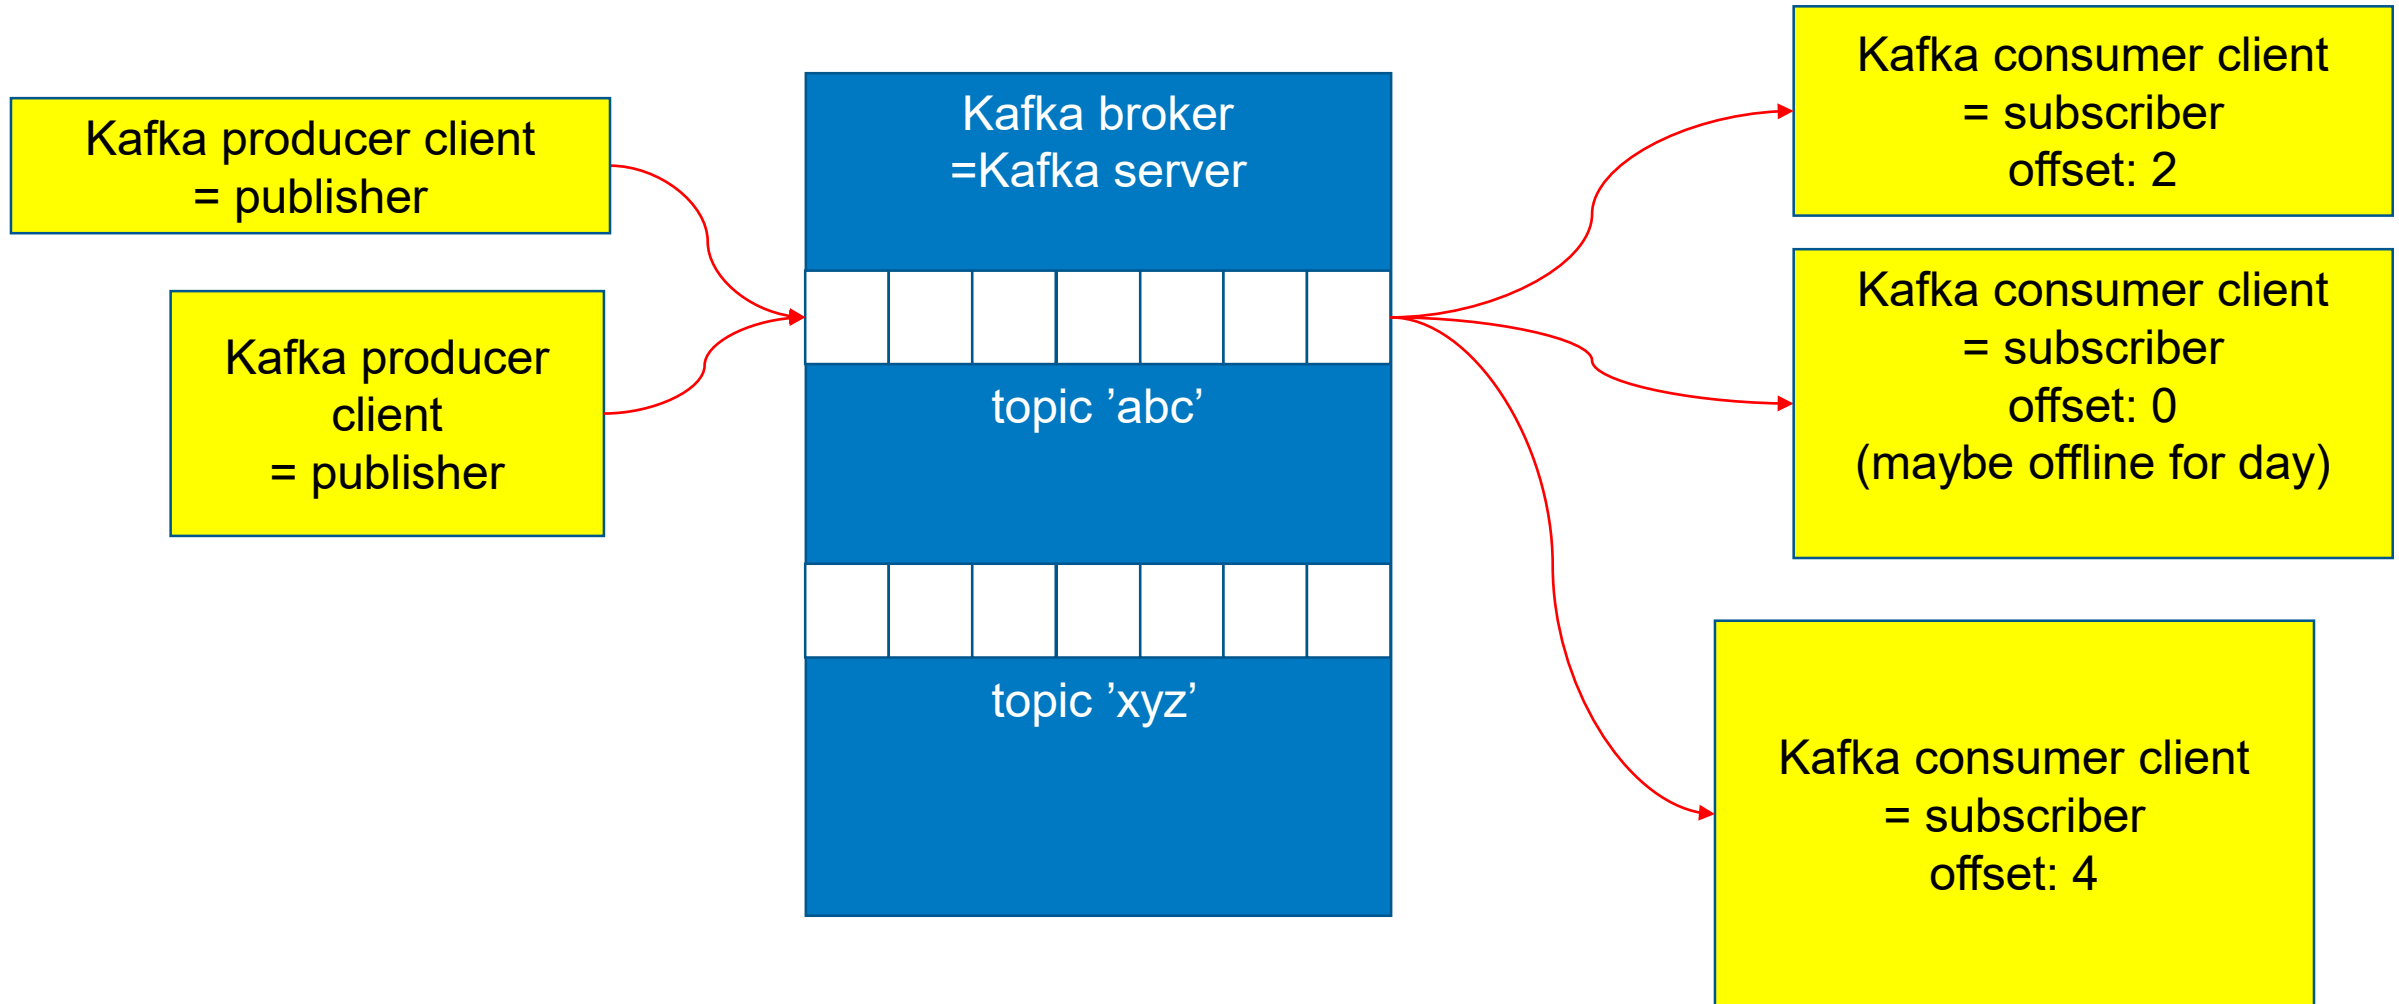 Kafka producer client
= publisher
Kafka producer
client
= publisher
Kafka broker
=Kafka server
topic ’abc’
topic ’xyz’
Kafka consumer client
= subscriber
offset: 2
Kafka consumer client
= subscriber
offset: 0
(maybe offline for day)
Kafka consumer client
= subscriber
offset: 4